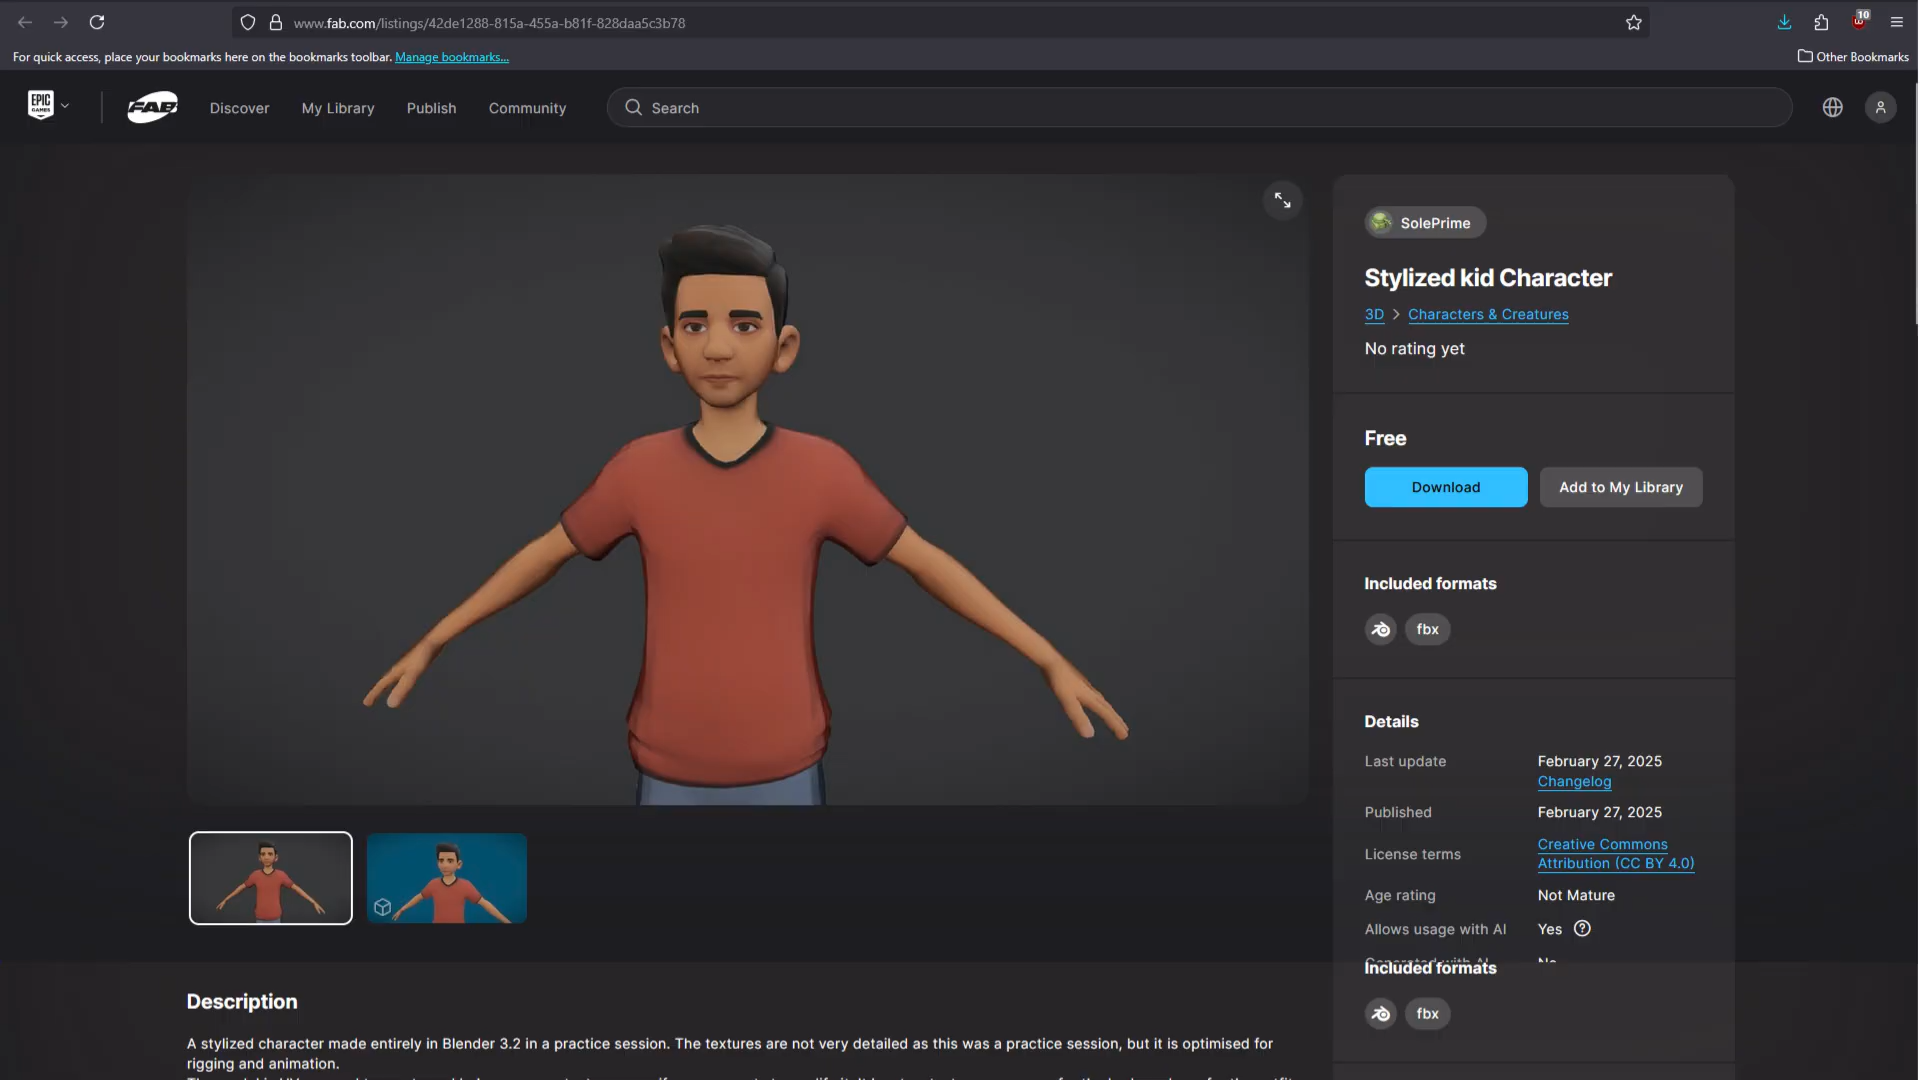 www.fab.com/listings/42de1288-815a-455a-b81f-828daa5c3b78
10
For quick access, place your bookmarks here on the bookmarks toolbar. Manage bookmarks...
Other Bookmarks
EPIC
GAMES
FAB
Discover
My Library
Publish
Community
Search
SolePrime
Stylized kid Character
3D
Characters & Creatures
No rating yet
Free
Download
Add to My Library
Included formats
fbx
Details
Last update
February 27, 2025
Changelog
Published
February 27, 2025
License terms
Creative Commons
Attribution (CC BY 4.0)
Age rating
Not Mature
Allows usage with AI
Yes
Included formats
fbx
Description
A stylized character made entirely in Blender 3.2 in a practice session. The textures are not very detailed as this was a practice session, but it is optimised for
rigging and animation.